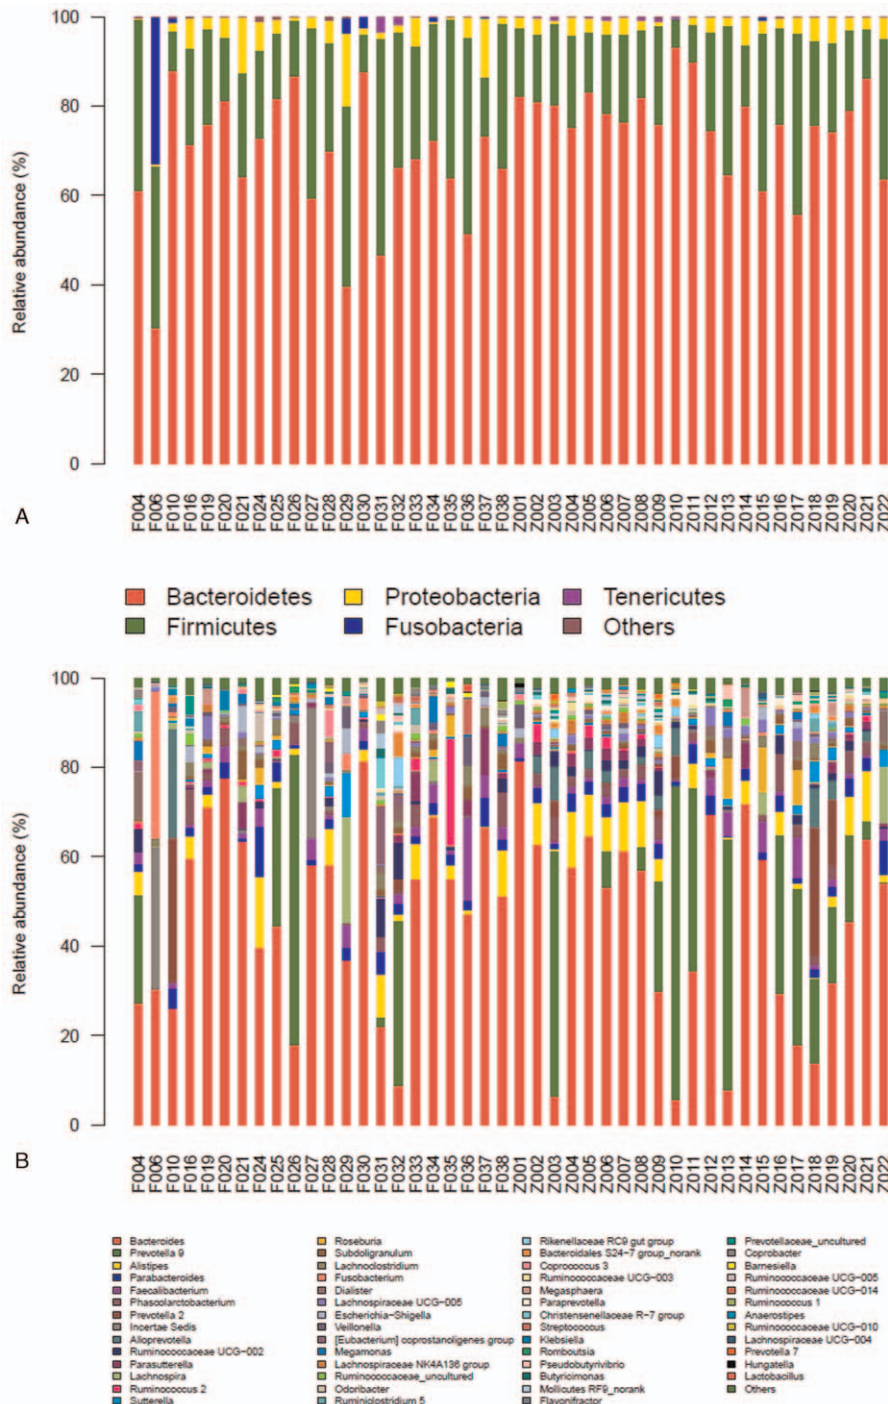 100
80
60
40
20
0
Relative abundance (%)
F004 F006 F010 F016 F019 F020 F021 F024 F025 F026 F027 F028 F029 F030 F031 F032 F033 F034 F035 F036 F037 F038 Z001 Z002 Z003 Z004 Z005 Z006 Z007 Z008 Z009 Z010 Z011 Z012 Z013 Z014 Z015 Z016 Z017 Z018 Z019 Z020 Z021 Z022
A
Bacteroidetes Proteobacteria Tenericutes
Firmicutes Fusobacteria Others
100
80
60
40
20
0
Relative abundance (%)
F004 F006 F010 F016 F019 F020 F021 F024 F025 F026 F027 F028 F029 F030 F031 F032 F033 F034 F035 F036 F037 F038 Z001 Z002 Z003 Z004 Z005 Z006 Z007 Z008 Z009 Z010 Z011 Z012 Z013 Z014 Z015 Z016 Z017 Z018 Z019 Z020 Z021 Z022
B
Bacteroides
Prevotella 9
Alistipes
Parabacteroides
Faecalibacterium
Phascolarctobacterium
Prevotella 2
Incertae Sedis
Alloprevotella
Ruminococcaceae UCG-002
Parasutterella
Lachnospira
Ruminococcus 2
Sutterella
Roseburia
Subdoligranulum
Lachnoclostridium
Fusobacterium
Dialister
Lachnospiraceae UCG-005
Escherichia-Shigella
Veillonella
[Eubacterium] coprostanoligenes group
Megamonas
Lachnospiraceae NK4A136 group
Ruminococcaceae_uncultured
Odoribacter
Ruminiclostridium 5
Rikenellaceae RC9 gut group
Bacteroidales S24-7 group_norank
Coprococcus 3
Ruminococcaceae UCG-003
Megasphaera
Paraprevotella
Christensenellaceae R-7 group
Streptococcus
Klebsiella
Romboutsia
Pseudobutyrivibrio
Butyricimonas
Mollicutes RF9_norank
Flavonifractor
Prevotellaceae_uncultured
Coprobacter
Barnesiella
Ruminococcaceae UCG-005
Ruminococcaceae UCG-014
Ruminococcus 1
Anaerostipes
Ruminococcaceae UCG-010
Lachnospiraceae UCG-004
Prevotella 7
Hungatella
Lactobacillus
Others